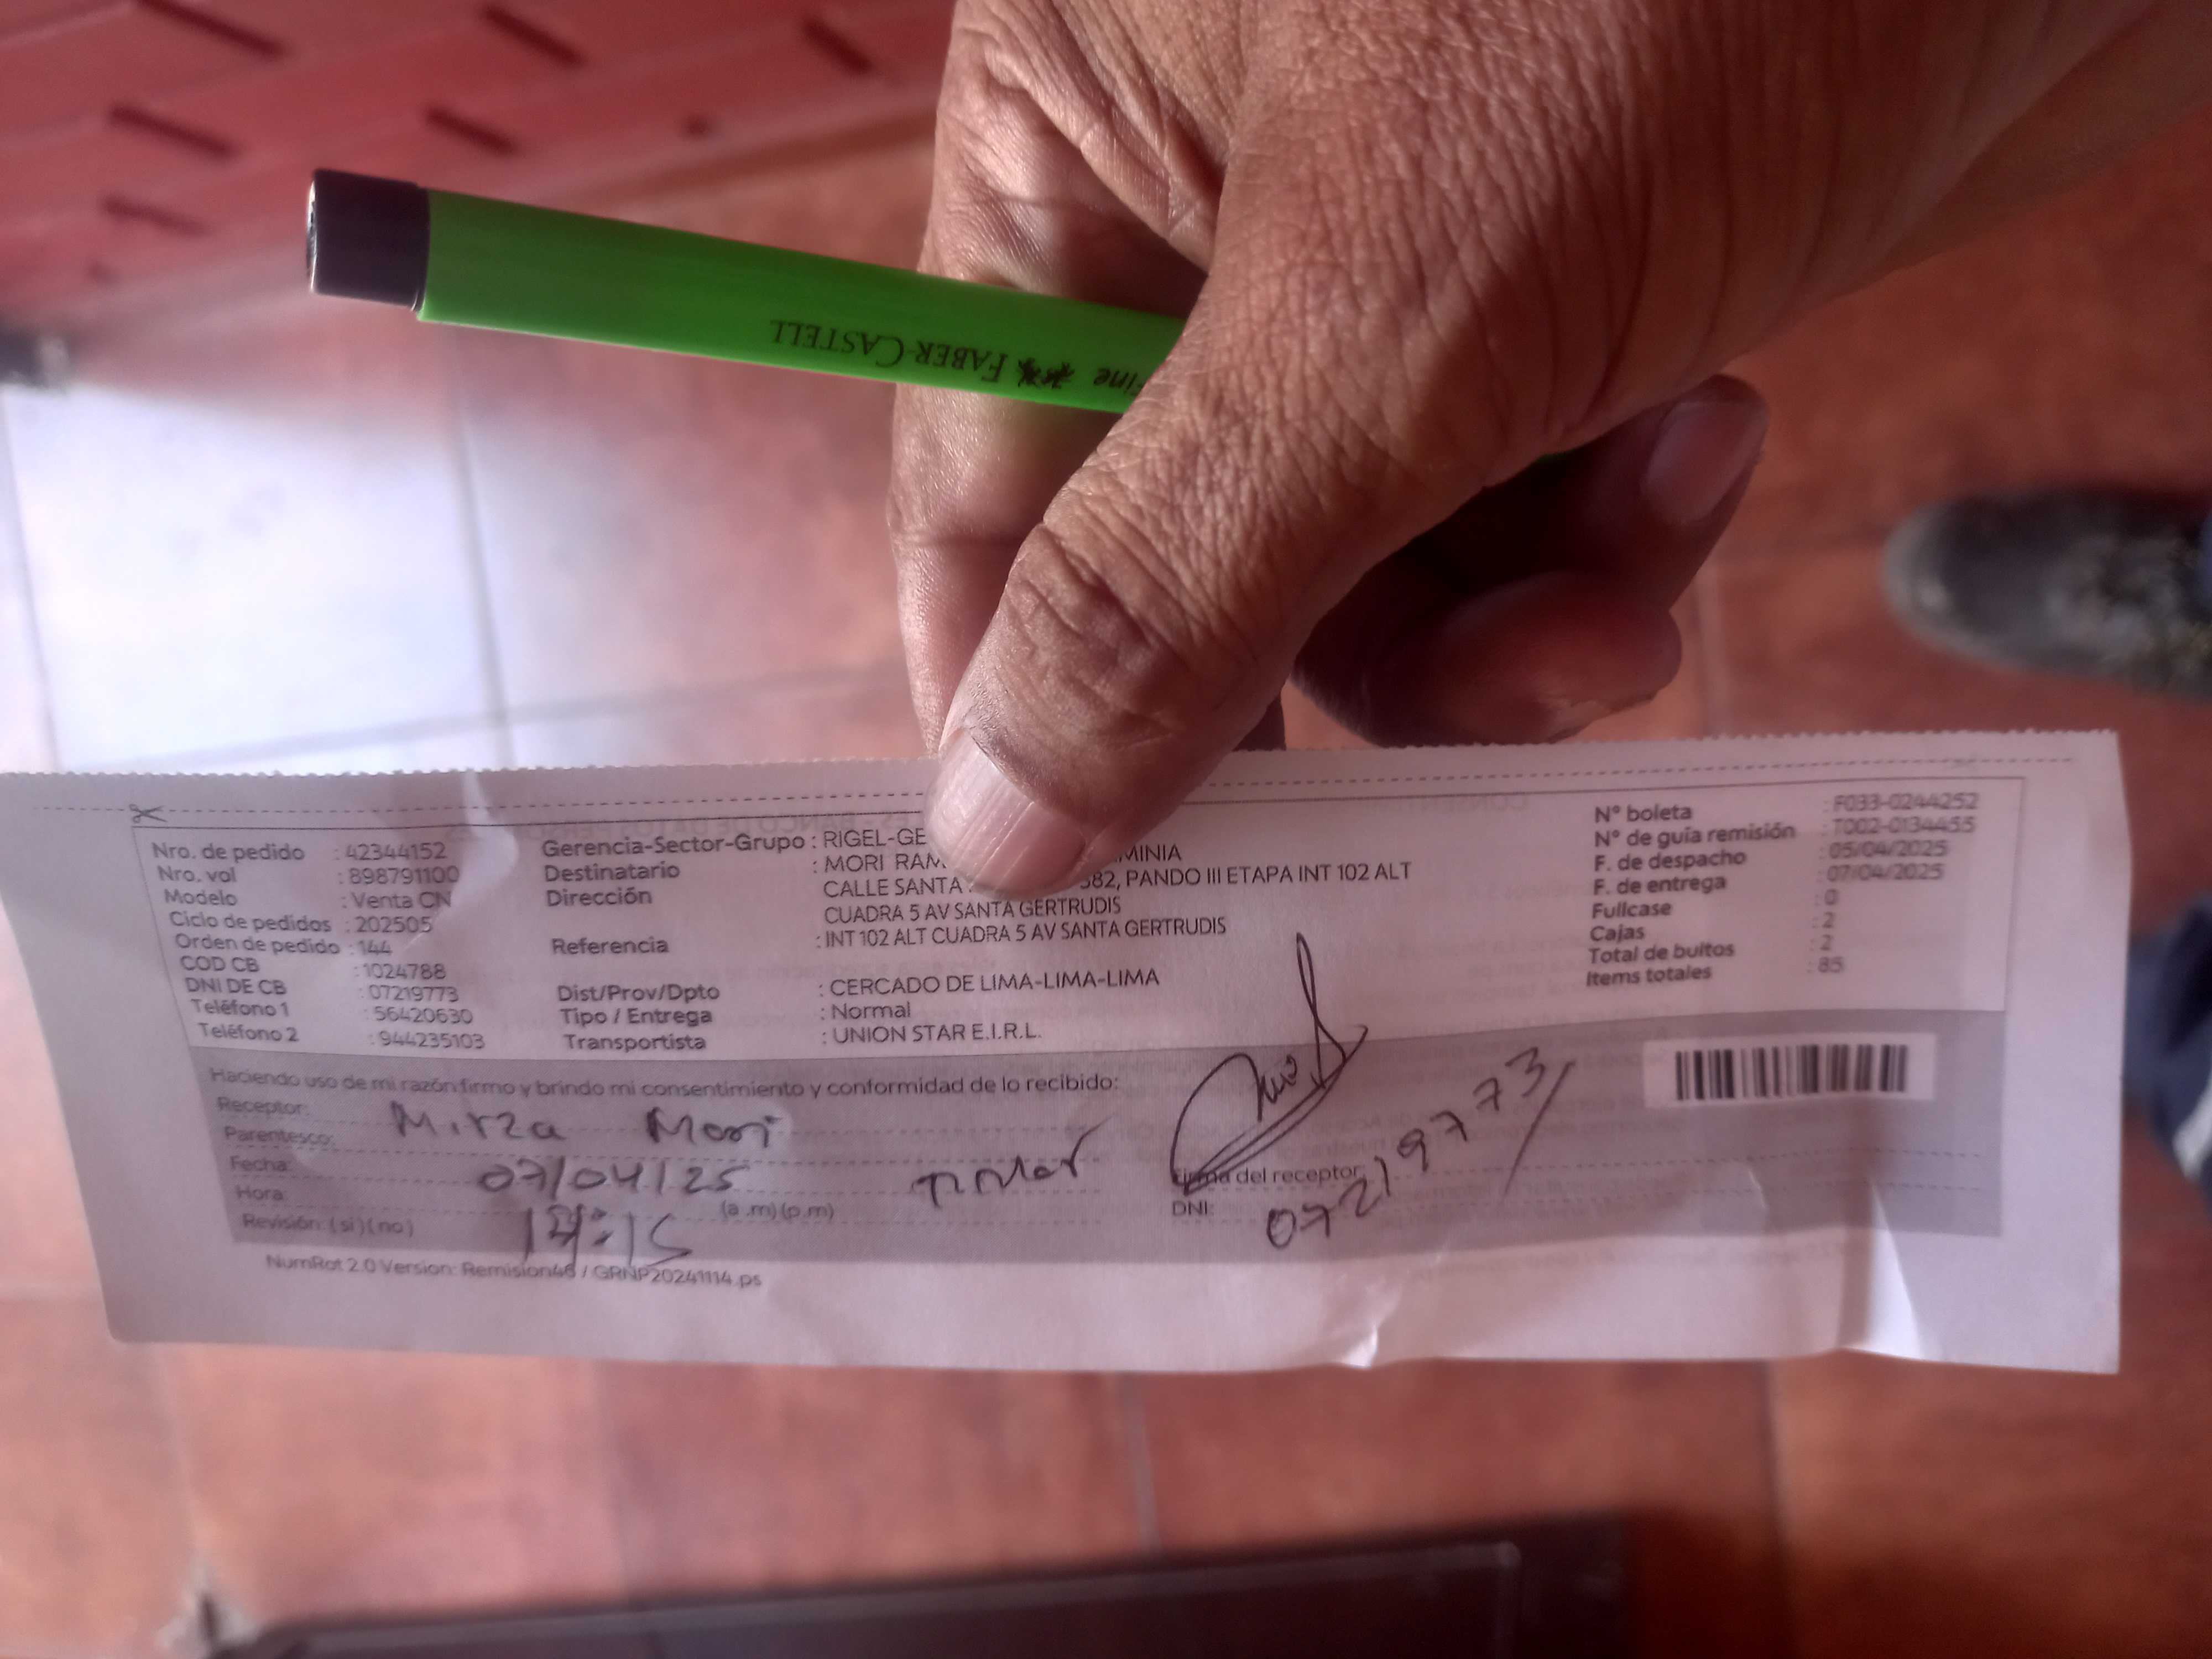 Fine FABER-CASTELL
Nro. de pedido : 42344152
Nro. vol : 898791100
Modelo : Venta CN
Ciclo de pedidos : 202505
Orden de pedido : 144
COD CB : 1024788
DNI DE CB : 07219773
Teléfono 1 : 56420630
Teléfono 2 : 944235103
Gerencia-Sector-Grupo : RIGEL-GE
Destinatario : MORI RAM MINIA
Dirección CALLE SANTA 582, PANDO III ETAPA INT 102 ALT
CUADRA 5 AV SANTA GERTRUDIS
Referencia : INT 102 ALT CUADRA 5 AV SANTA GERTRUDIS
Dist/Prov/Dpto : CERCADO DE LIMA-LIMA-LIMA
Tipo / Entrega : Normal
Transportista : UNION STAR E.I.R.L.
N° boleta : F033-0244252
N° de guía remisión : T002-0134455
F. de despacho : 05/04/2025
F. de entrega : 07/04/2025
Fullcase : 0
Cajas : 2
Total de bultos : 2
Items totales : 85
Haciendo uso de mi razón firmo y brindo mi consentimiento y conformidad de lo recibido:
Receptor: Mirza Mori
Parentesco: Titular
Fecha: 07/04/25
Hora: :15 (a.m)(p.m)
Revisión: (si)(no)
Firma del receptor:
DNI: 07219773
NumRot 2.0 Version: Remision46 / GRNP20241114.ps